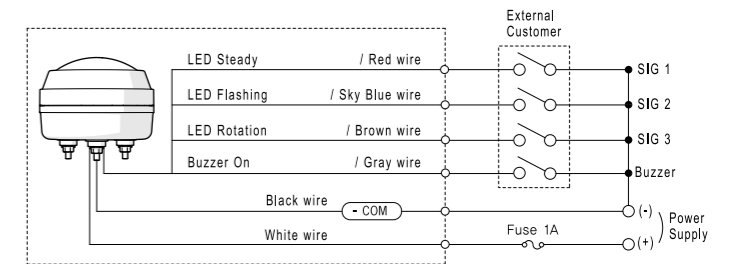 External
Customer
LED Steady / Red wire
SIG 1
LED Flashing / Sky Blue wire
SIG 2
LED Rotation / Brown wire
SIG 3
Buzzer On / Gray wire
Buzzer
Black wire
- COM
(-)
Power
Supply
White wire
Fuse 1A
(+)